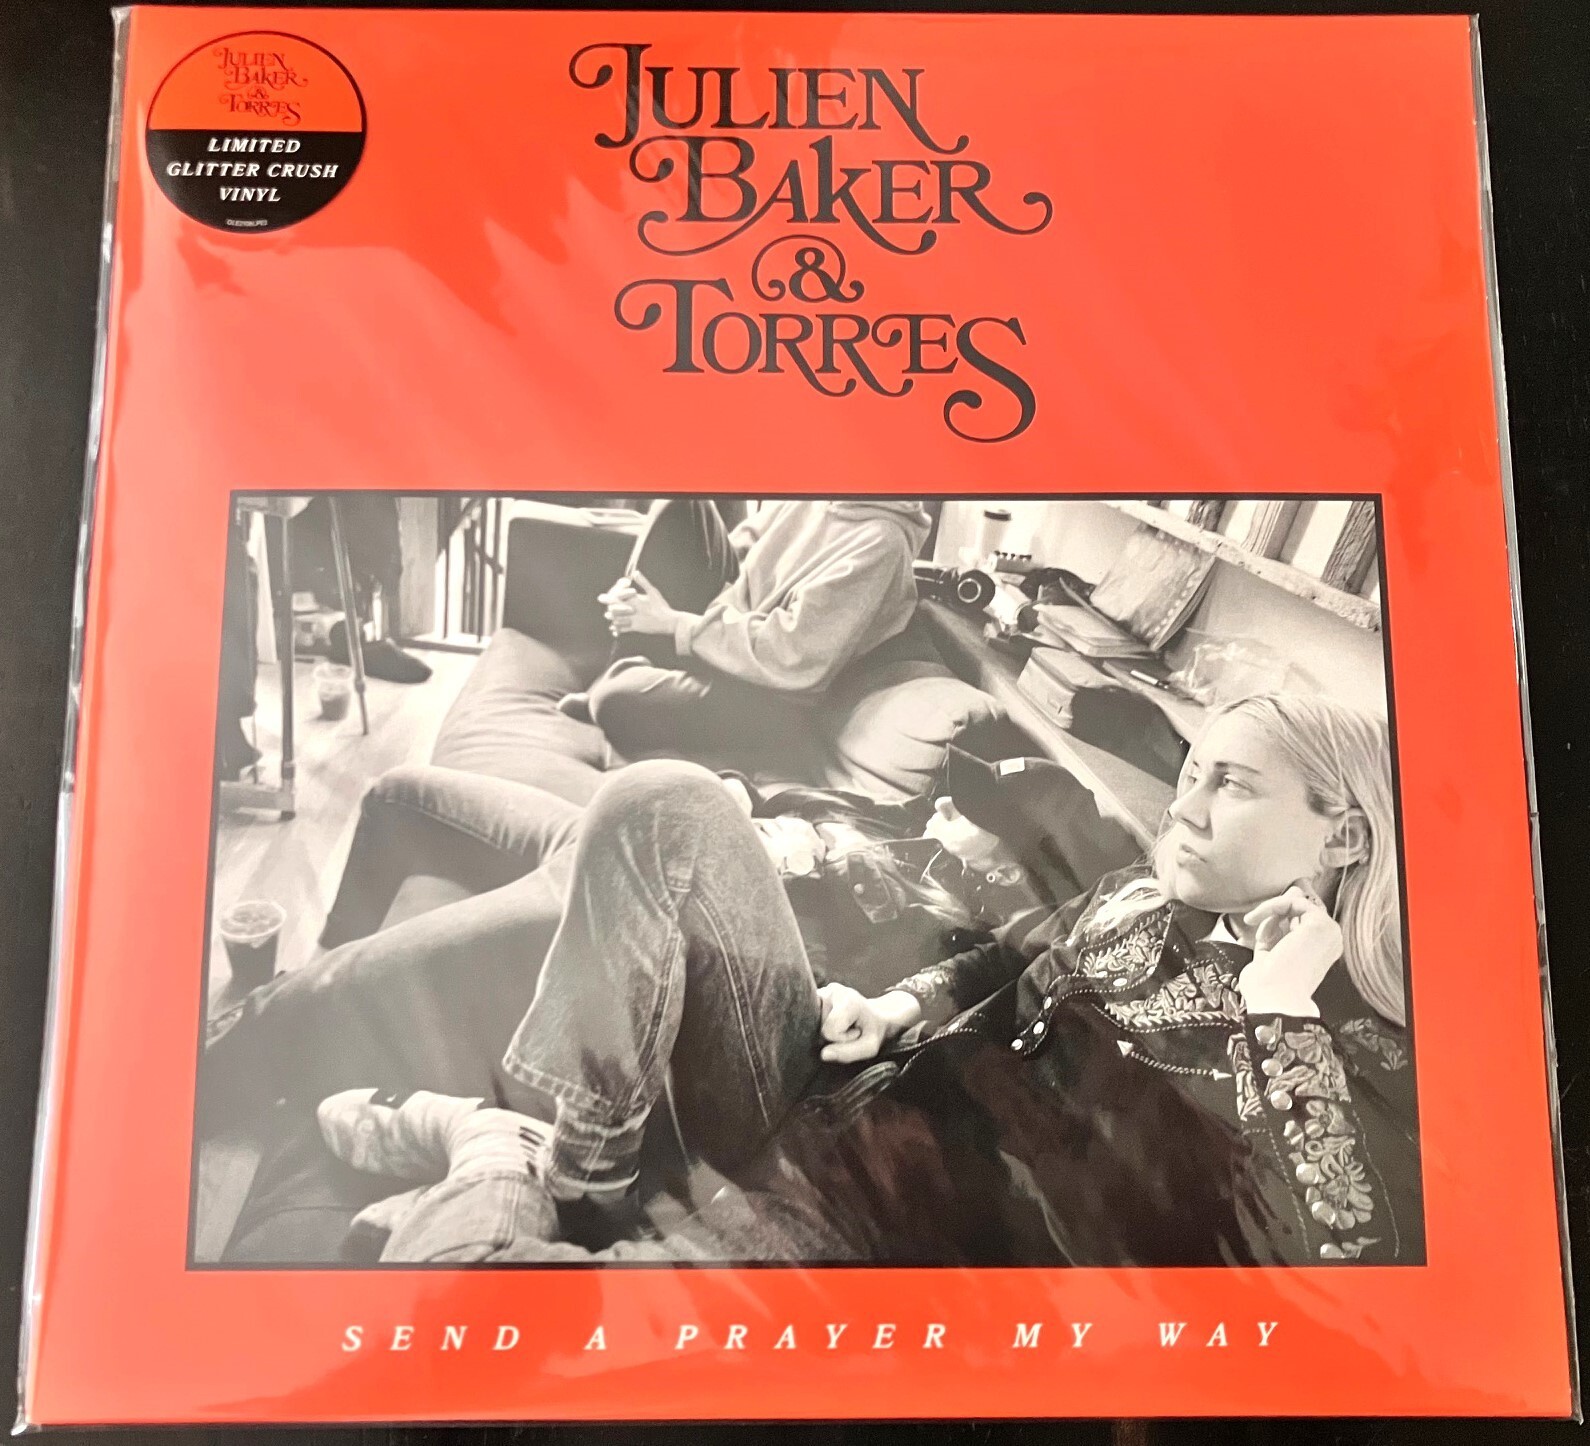 JULIEN
BAKER
&
TORRES
LIMITED
GLITTER CRUSH
VINYL
JULIEN
BAKER
&
TORRES
SEND A PRAYER MY WAY